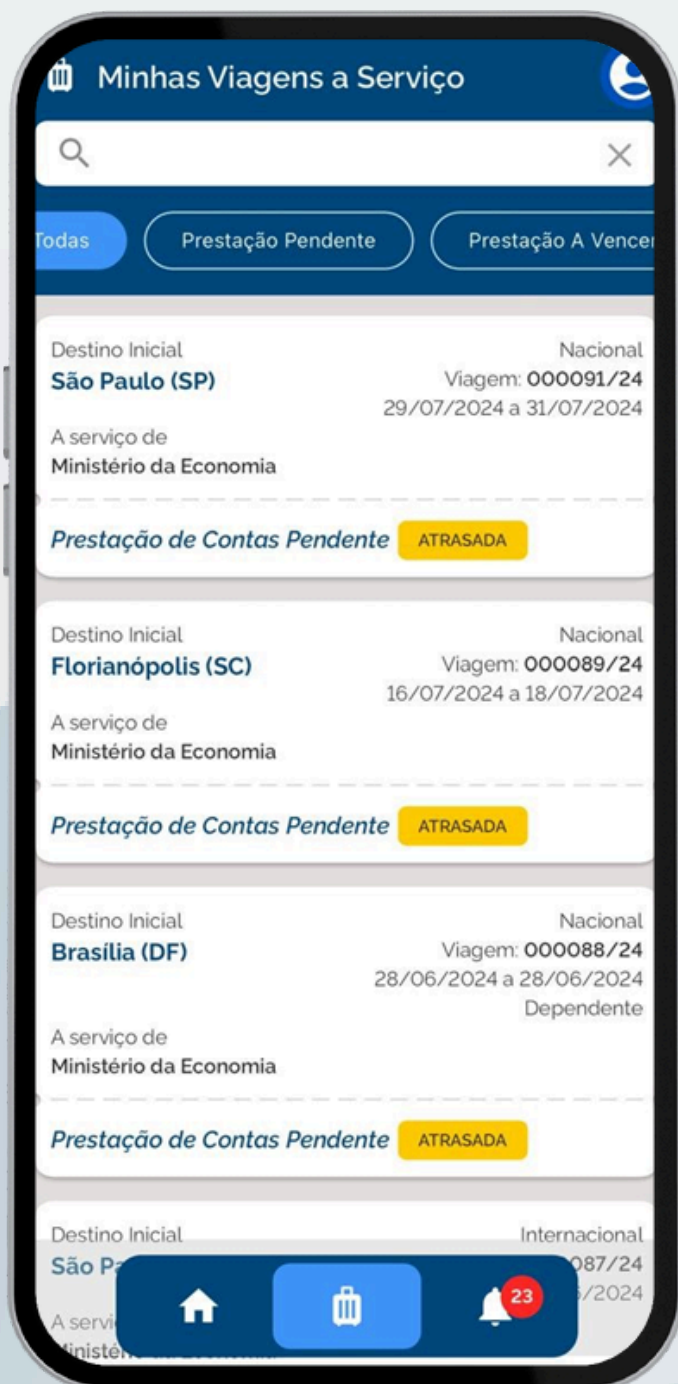 Minhas Viagens a Serviço
Todas
Prestação Pendente
Prestação A Vencer
Destino Inicial
Nacional
São Paulo (SP)
Viagem: 000091/24
29/07/2024 a 31/07/2024
A serviço de
Ministério da Economia
Prestação de Contas Pendente
ATRASADA
Destino Inicial
Nacional
Florianópolis (SC)
Viagem: 000089/24
16/07/2024 a 18/07/2024
A serviço de
Ministério da Economia
Prestação de Contas Pendente
ATRASADA
Destino Inicial
Nacional
Brasília (DF)
Viagem: 000088/24
28/06/2024 a 28/06/2024
Dependente
A serviço de
Ministério da Economia
Prestação de Contas Pendente
ATRASADA
Destino Inicial
Internacional
São
087/24
/2024
A
23